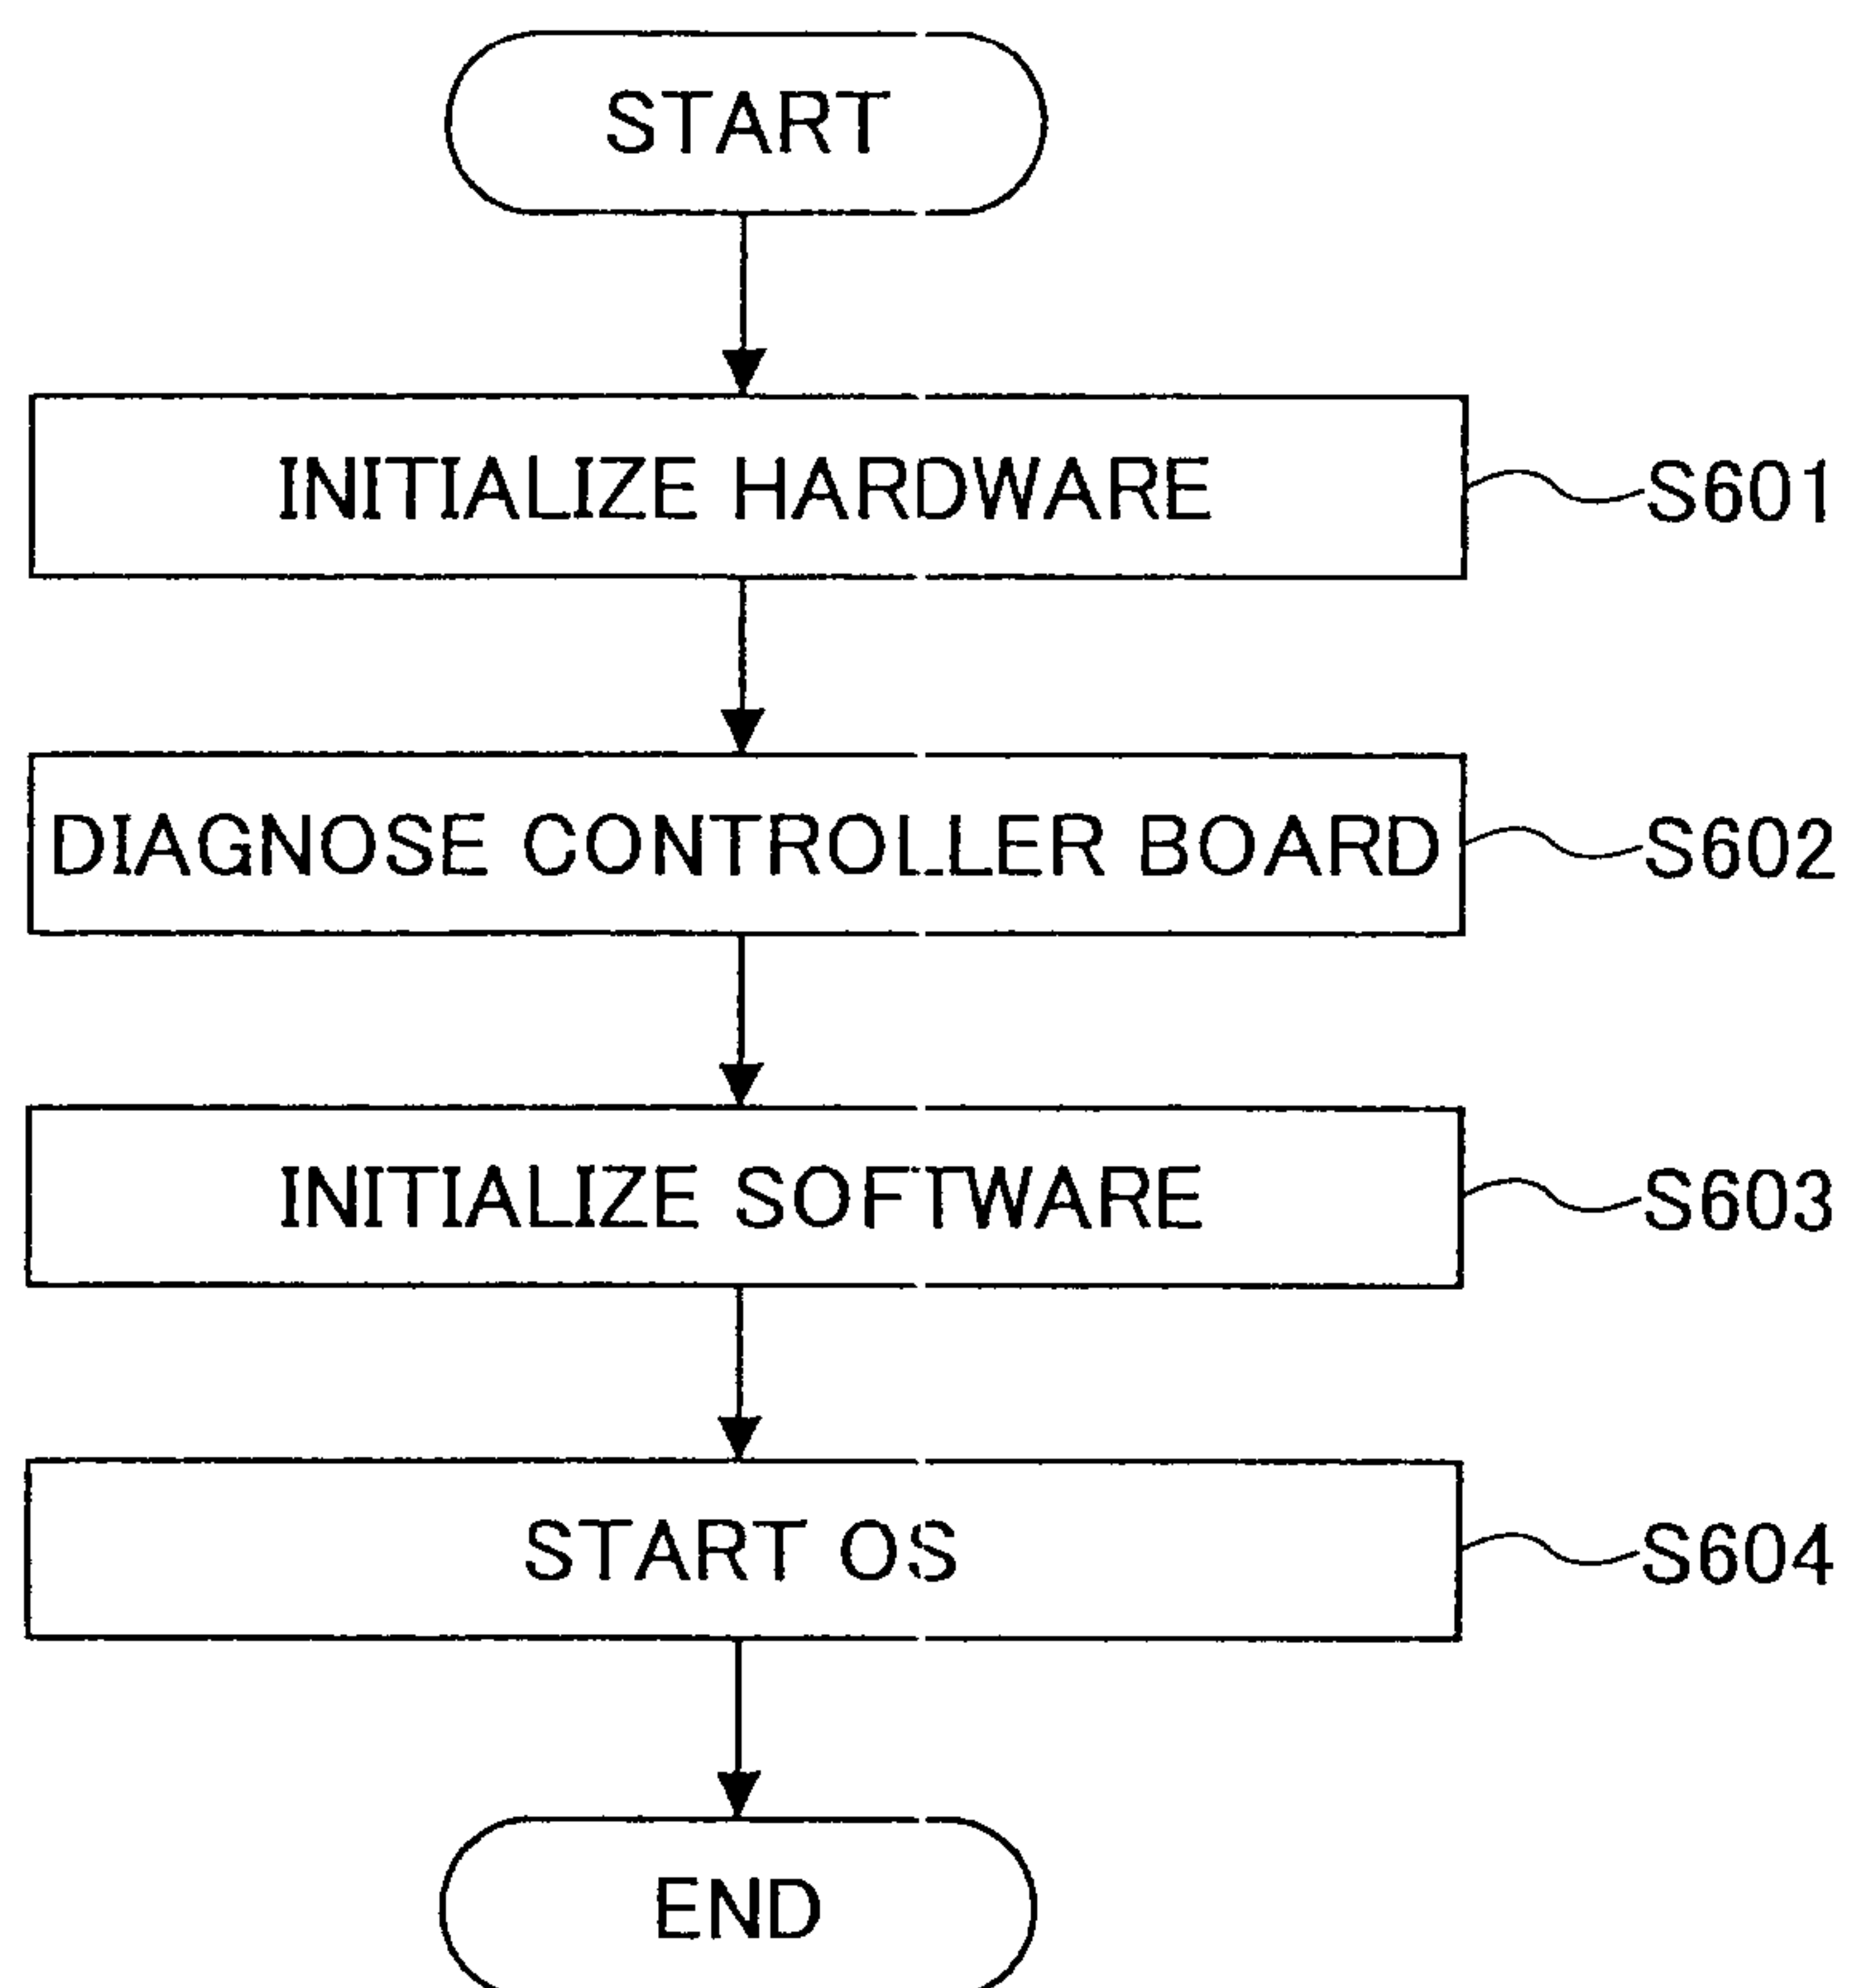 START
INITIALIZE HARDWARE
S601
DIAGNOSE CONTROLLER BOARD
S602
INITIALIZE SOFTWARE
S603
START OS
S604
END